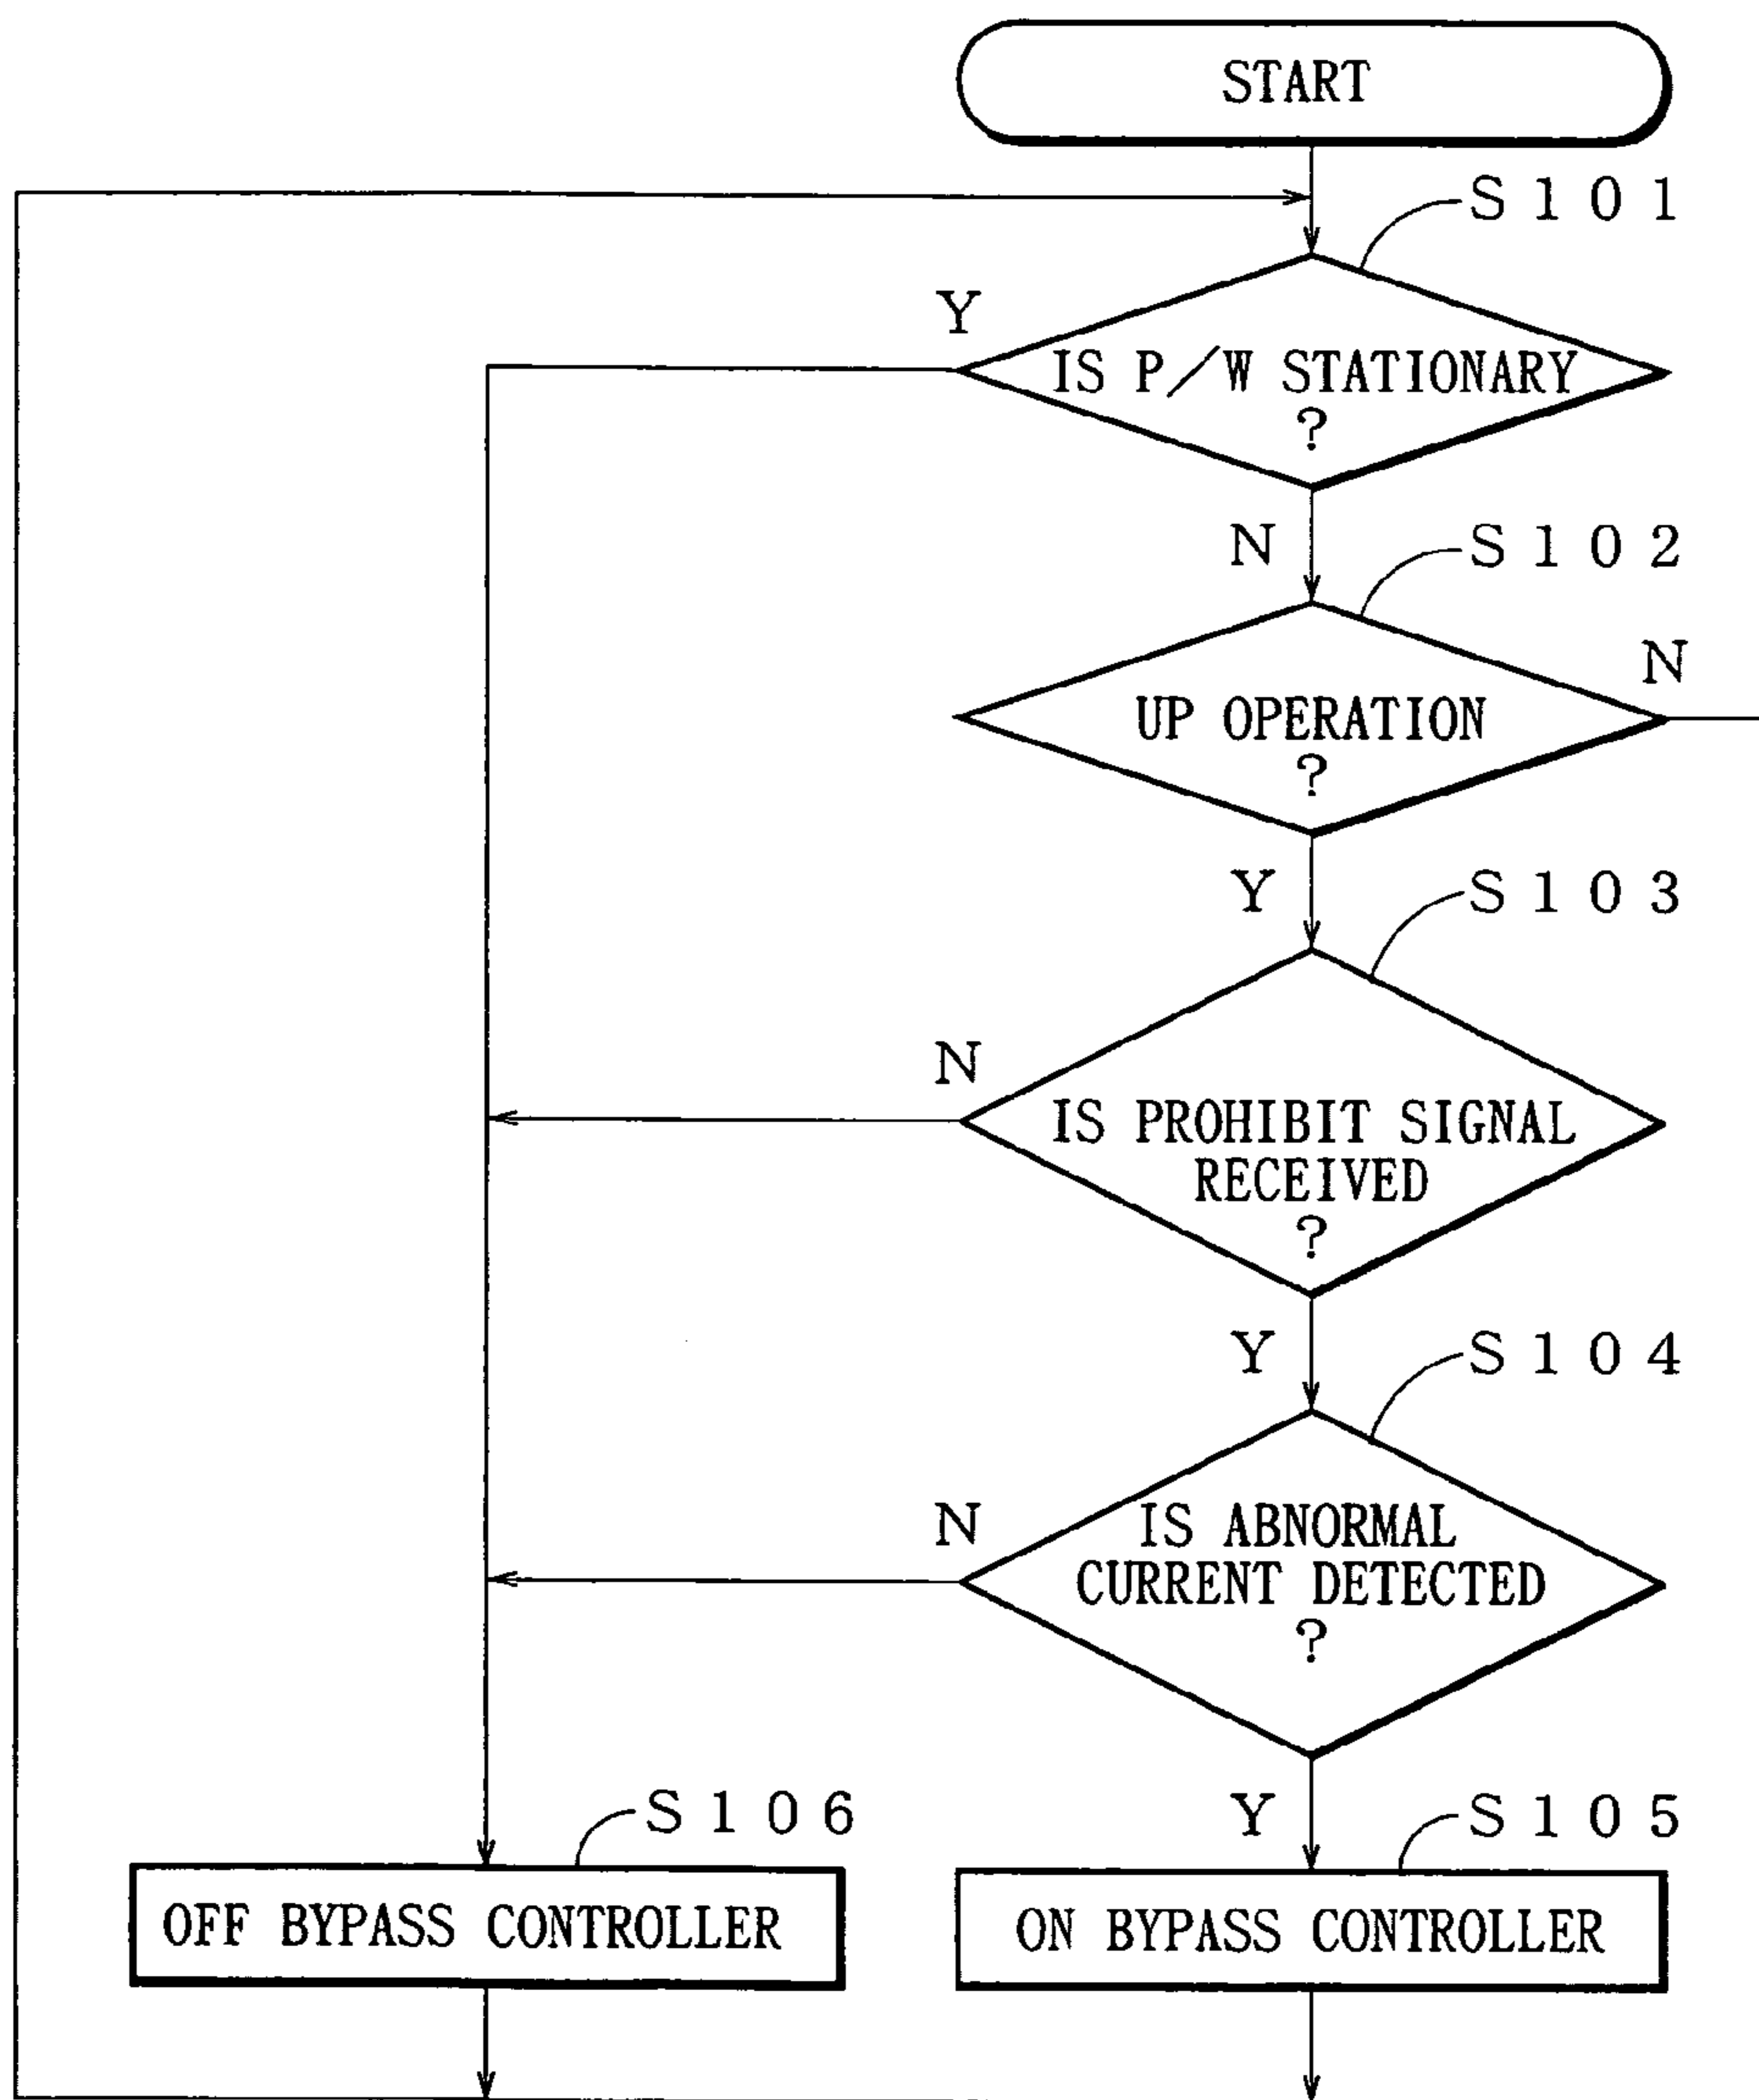 START
S101
Y
IS P/W STATIONARY
?
N
S102
N
UP OPERATION
?
Y
S103
N
IS PROHIBIT SIGNAL
RECEIVED
?
Y
S104
N
IS ABNORMAL
CURRENT DETECTED
?
Y
S106
S105
OFF BYPASS CONTROLLER
ON BYPASS CONTROLLER